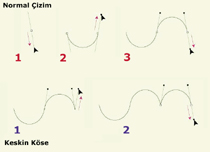 Normal Çizim
1 2 3
1 2
Keskin Köse